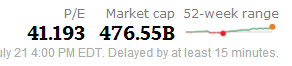 P/E Market cap 52-week range
41.193 476.55B
uly 21 4:00 PM EDT. Delayed by at least 15 minutes.